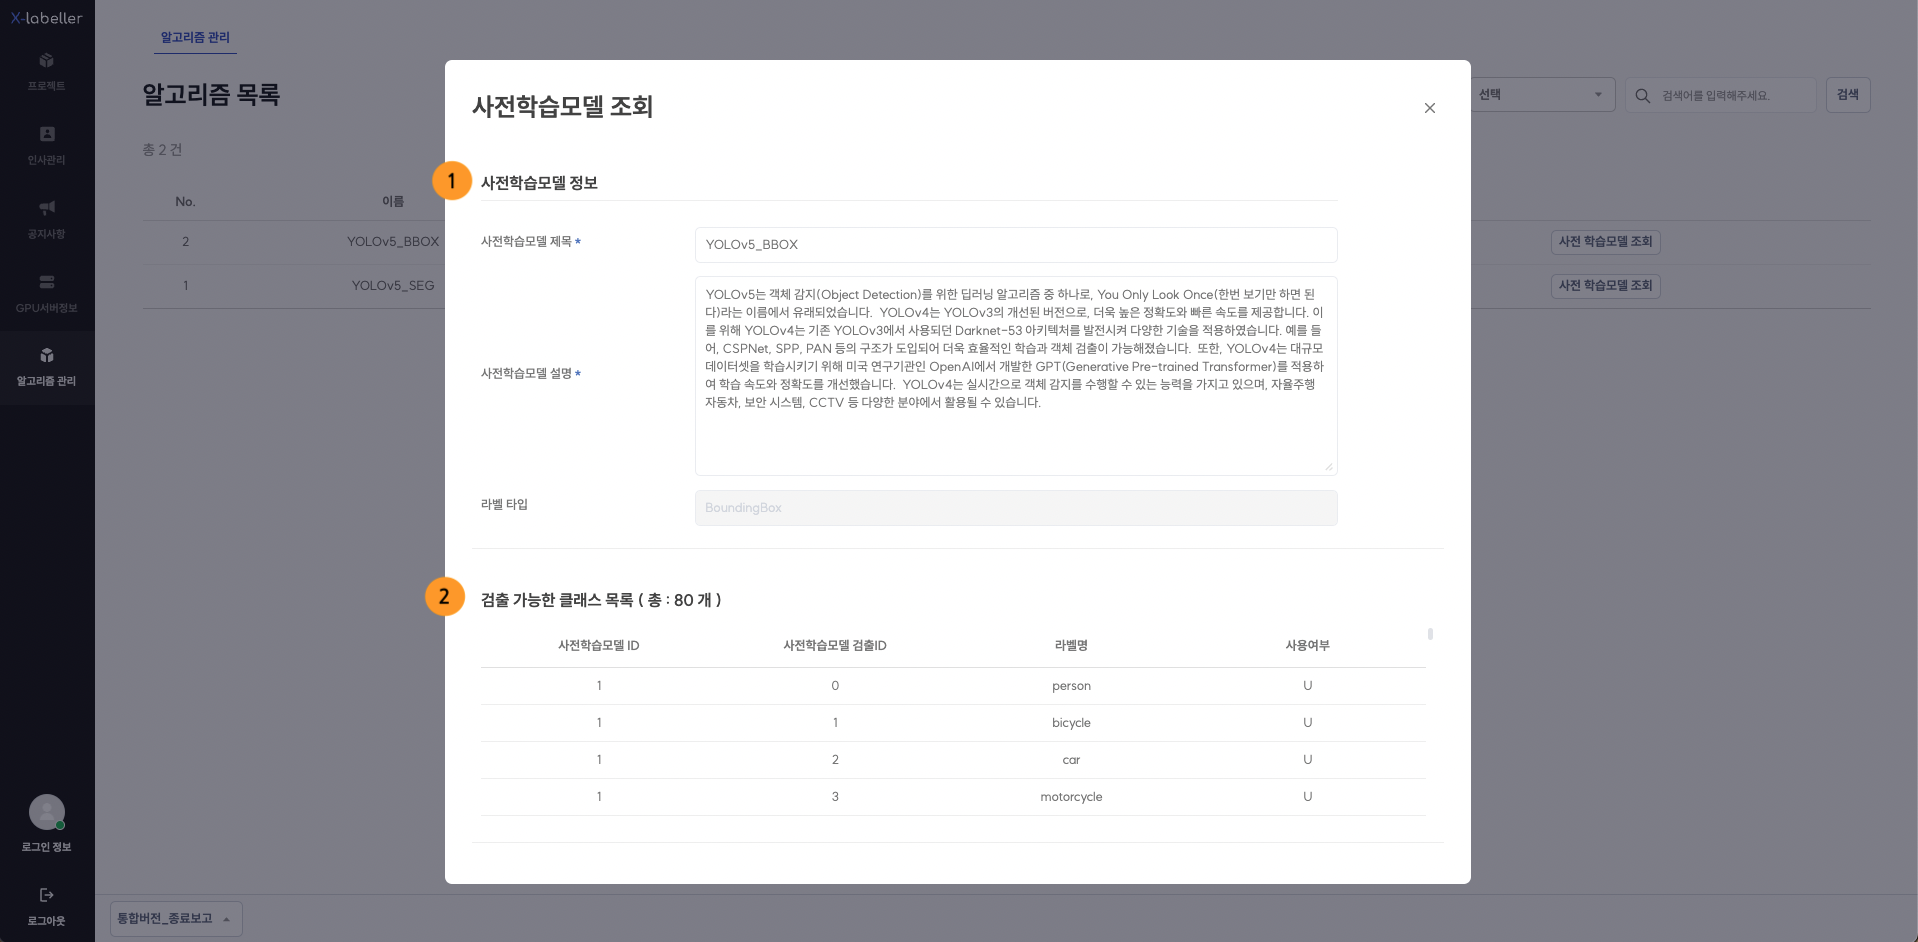 X-labeller
프로젝트
인사관리
공지사항
GPU서버정보
알고리즘 관리
로그인 정보
로그아웃
알고리즘 관리
알고리즘 목록
선택
검색어를 입력해주세요.
검색
총 2 건
No.
이름
2
YOLOv5_BBOX
사전 학습모델 조회
1
YOLOv5_SEG
사전 학습모델 조회
통합버전_종료보고
사전학습모델 조회
1
사전학습모델 정보
사전학습모델 제목 *
YOLOv5_BBOX
사전학습모델 설명 *
YOLOv5는 객체 감지(Object Detection)를 위한 딥러닝 알고리즘 중 하나로, You Only Look Once(한번 보기만 하면 된
다)라는 이름에서 유래되었습니다.  YOLOv4는 YOLOv3의 개선된 버전으로, 더욱 높은 정확도와 빠른 속도를 제공합니다. 이
를 위해 YOLOv4는 기존 YOLOv3에서 사용되던 Darknet-53 아키텍처를 발전시켜 다양한 기술을 적용하였습니다. 예를 들
어, CSPNet, SPP, PAN 등의 구조가 도입되어 더욱 효율적인 학습과 객체 검출이 가능해졌습니다.  또한, YOLOv4는 대규모
데이터셋을 학습시키기 위해 미국 연구기관인 OpenAI에서 개발한 GPT(Generative Pre-trained Transformer)를 적용하
여 학습 속도와 정확도를 개선했습니다.  YOLOv4는 실시간으로 객체 감지를 수행할 수 있는 능력을 가지고 있으며, 자율주행
자동차, 보안 시스템, CCTV 등 다양한 분야에서 활용될 수 있습니다.
라벨 타입
BoundingBox
2
검출 가능한 클래스 목록 ( 총 : 80 개 )
사전학습모델 ID 사전학습모델 검출ID 라벨명 사용여부
1 0 person U
1 1 bicycle U
1 2 car U
1 3 motorcycle U